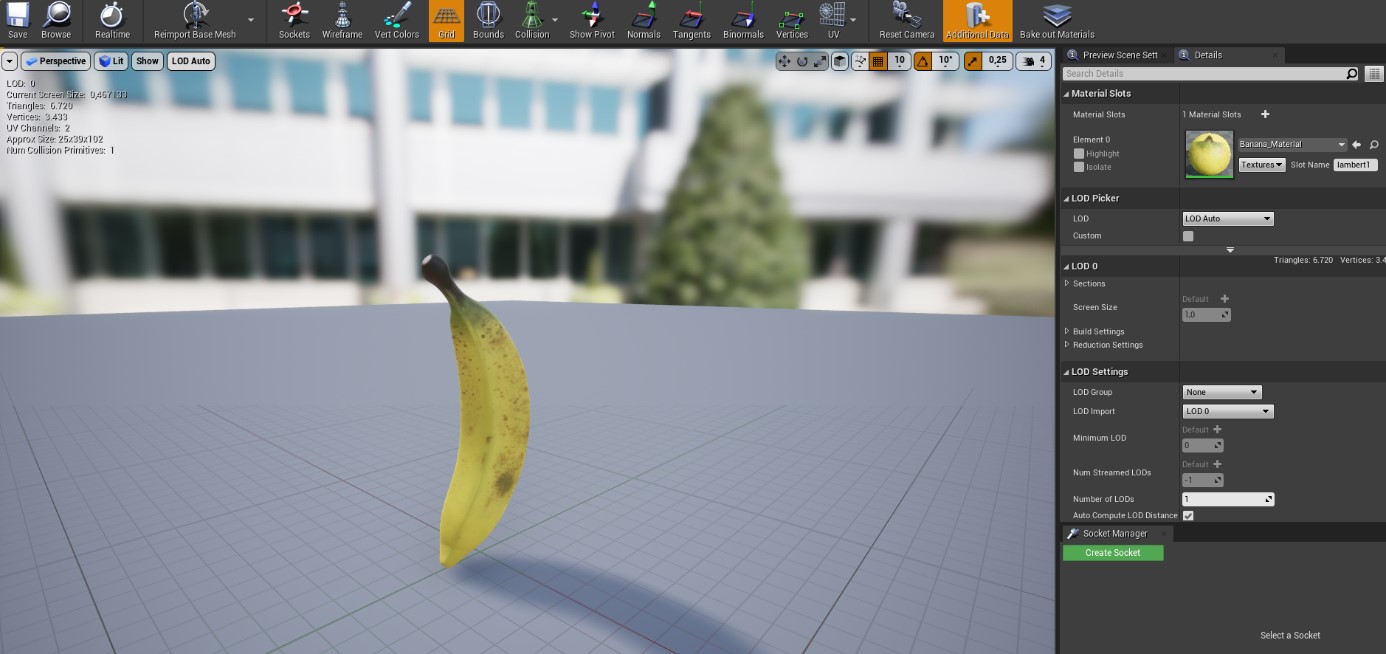 Save
Browse
Realtime
Reimport Base Mesh
Sockets
Wireframe
Vert Colors
Grid
Bounds
Collision
Show Pivot
Normals
Tangents
Binormals
Vertices
UV
Reset Camera
Additional Data
Bake out Materials
Perspective
Lit
Show
LOD Auto
10
10°
0,25
4
LOD: 0
Current Screen Size: 0,467133
Triangles: 6.720
Vertices: 3.433
UV Channels: 2
Approx Size: 25x39x102
Num Collision Primitives: 1
Preview Scene Sett
Details
Search Details
Material Slots
Material Slots
1 Material Slots
Element 0
Highlight
Isolate
Banana_Material
Textures
Slot Name
lambert1
LOD Picker
LOD
LOD Auto
Custom
LOD 0
Triangles: 6.720 Vertices: 3.4
Sections
Screen Size
Default
1,0
Build Settings
Reduction Settings
LOD Settings
LOD Group
None
LOD Import
LOD 0
Minimum LOD
Default
0
Num Streamed LODs
Default
-1
Number of LODs
1
Auto Compute LOD Distance
Socket Manager
Create Socket
Select a Socket